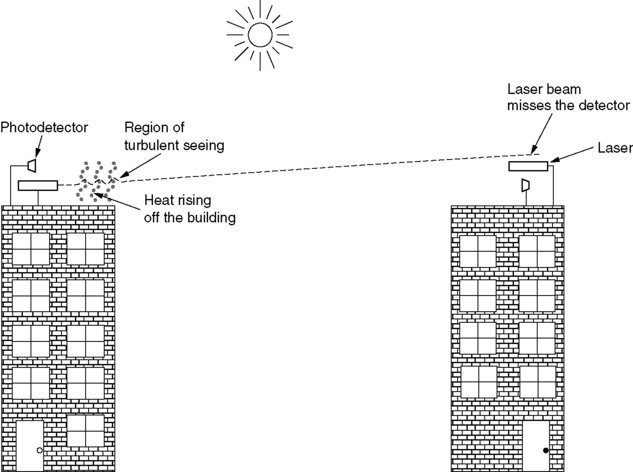 Laser beam
misses the detector
Photodetector
Region of
turbulent seeing
Laser
Heat rising
off the building